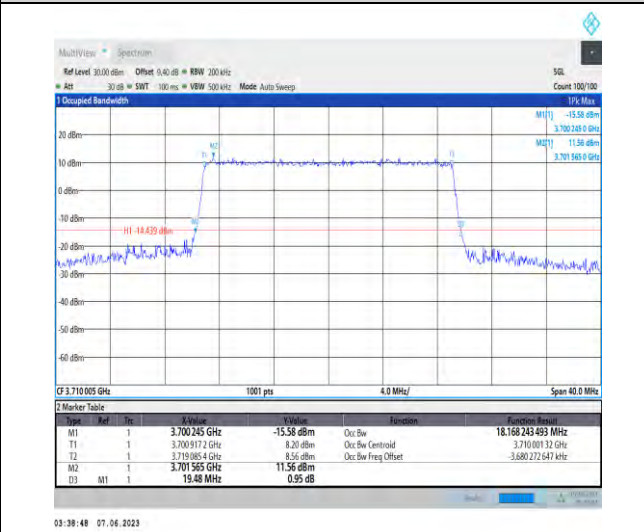 MultiView Spectrum
Ref Level 30.00 dBm Offset 9.40 dB RBW 200 kHz SGL
Att 30 dB SWT 100 ms VBW 500 kHz Mode Auto Sweep Count 100/100
1 Occupied Bandwidth 1Pk Max
M1[1] -15.58 dBm
3.700 245 0 GHz
M2[1] 11.56 dBm
3.701 565 0 GHz
20 dBm
M2
T1
10 dBm
0 dBm
-10 dBm
H1 -14.439 dBm
-20 dBm
-30 dBm
-40 dBm
-50 dBm
-60 dBm
CF 3.710 005 GHz 1001 pts 4.0 MHz/ Span 40.0 MHz
2 Marker Table
Type Ref Trc X-Value Y-Value Function Function Result
M1 1 3.700 245 GHz -15.58 dBm Occ Bw 18.168 243 493 MHz
T1 1 3.700 917 2 GHz 8.20 dBm Occ Bw Centroid 3.710 001 32 GHz
T2 1 3.719 085 4 GHz 8.56 dBm Occ Bw Freq Offset -3.680 272 647 kHz
M2 1 3.701 565 GHz 11.56 dBm
D3 M1 1 19.48 MHz 0.95 dB
03:38:48 07.06.2023